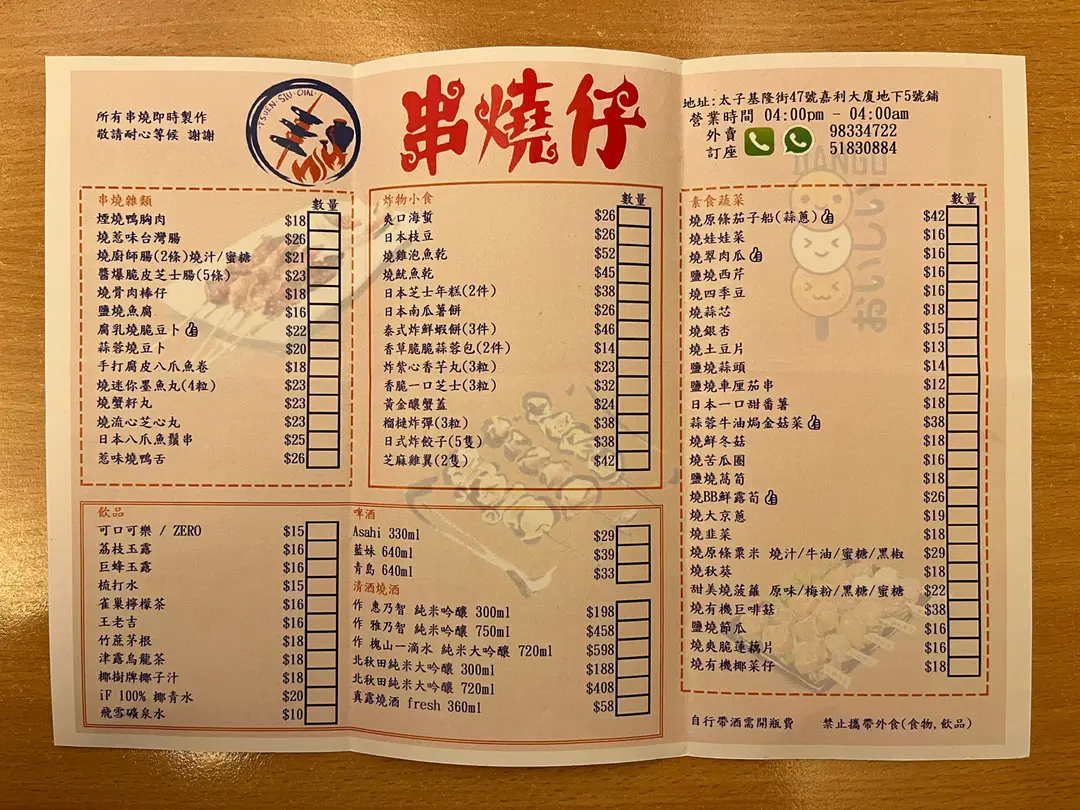 所有串燒即時製作
敬請耐心等候 謝謝
TSUEN · SIU · CHAI
串燒仔
地址:太子基隆街47號嘉利大廈地下5號鋪
營業時間 04:00pm - 04:00am
外賣 98334722
訂座 51830884
DANGO
おいしいい
串燒雜類 數量
煙燒鴨胸肉 $18
燒惹味台灣腸 $26
燒廚師腸(2條)燒汁/蜜糖 $21
醬爆脆皮芝士腸(5條) $23
燒骨肉棒仔 $18
鹽燒魚腐 $16
腐乳燒脆豆卜 $22
蒜蓉燒豆卜 $20
手打腐皮八爪魚卷 $18
燒迷你墨魚丸(4粒) $23
燒蟹籽丸 $23
燒流心芝心丸 $23
日本八爪魚鬚串 $25
惹味燒鴨舌 $26
炸物小食 數量
爽口海蜇 $26
日本枝豆 $26
燒雞泡魚乾 $52
燒魷魚乾 $45
日本芝士年糕(2件) $38
日本南瓜薯餅 $26
泰式炸鮮蝦餅(3件) $46
香草脆脆蒜蓉包(2件) $14
炸紫心香芋丸(3粒) $23
香脆一口芝士(3粒) $32
黃金釀蟹蓋 $24
榴槤炸彈(3粒) $38
日式炸餃子(5隻) $38
芝麻雞翼(2隻) $42
素食蔬菜 數量
燒原條茄子船(蒜蔥) $42
燒娃娃菜 $16
燒翠肉瓜 $16
鹽燒西芹 $16
燒四季豆 $16
燒蒜芯 $18
燒銀杏 $15
燒土豆片 $13
鹽燒蒜頭 $14
鹽燒車厘茄串 $12
日本一口甜番薯 $18
蒜蓉牛油焗金菇菜 $38
燒鮮冬菇 $18
燒苦瓜圈 $16
鹽燒萵筍 $18
燒BB鮮露筍 $26
燒大京蔥 $19
燒韭菜 $18
燒原條粟米 燒汁/牛油/蜜糖/黑椒 $29
燒秋葵 $18
甜美燒菠蘿 原味/梅粉/黑糖/蜜糖 $22
燒有機巨啡菇 $38
鹽燒節瓜 $16
燒爽脆蓮藕片 $16
燒有機椰菜仔 $18
飲品
可口可樂 / ZERO $15
荔枝玉露 $16
巨蜂玉露 $16
梳打水 $15
雀巢檸檬茶 $16
王老吉 $16
竹蔗茅根 $18
津露烏龍茶 $18
椰樹牌椰子汁 $18
iF 100% 椰青水 $20
飛雪礦泉水 $10
啤酒
Asahi 330ml $29
藍妹 640ml $39
青島 640ml $33
清酒燒酒
作 惠乃智 純米吟釀 300ml $198
作 雅乃智 純米吟釀 750ml $458
作 槐山一滴水 純米大吟釀 720ml $598
北秋田純米大吟釀 300ml $188
北秋田純米大吟釀 720ml $408
真露燒酒 fresh 360ml $58
自行帶酒需開瓶費 禁止攜帶外食(食物,飲品)